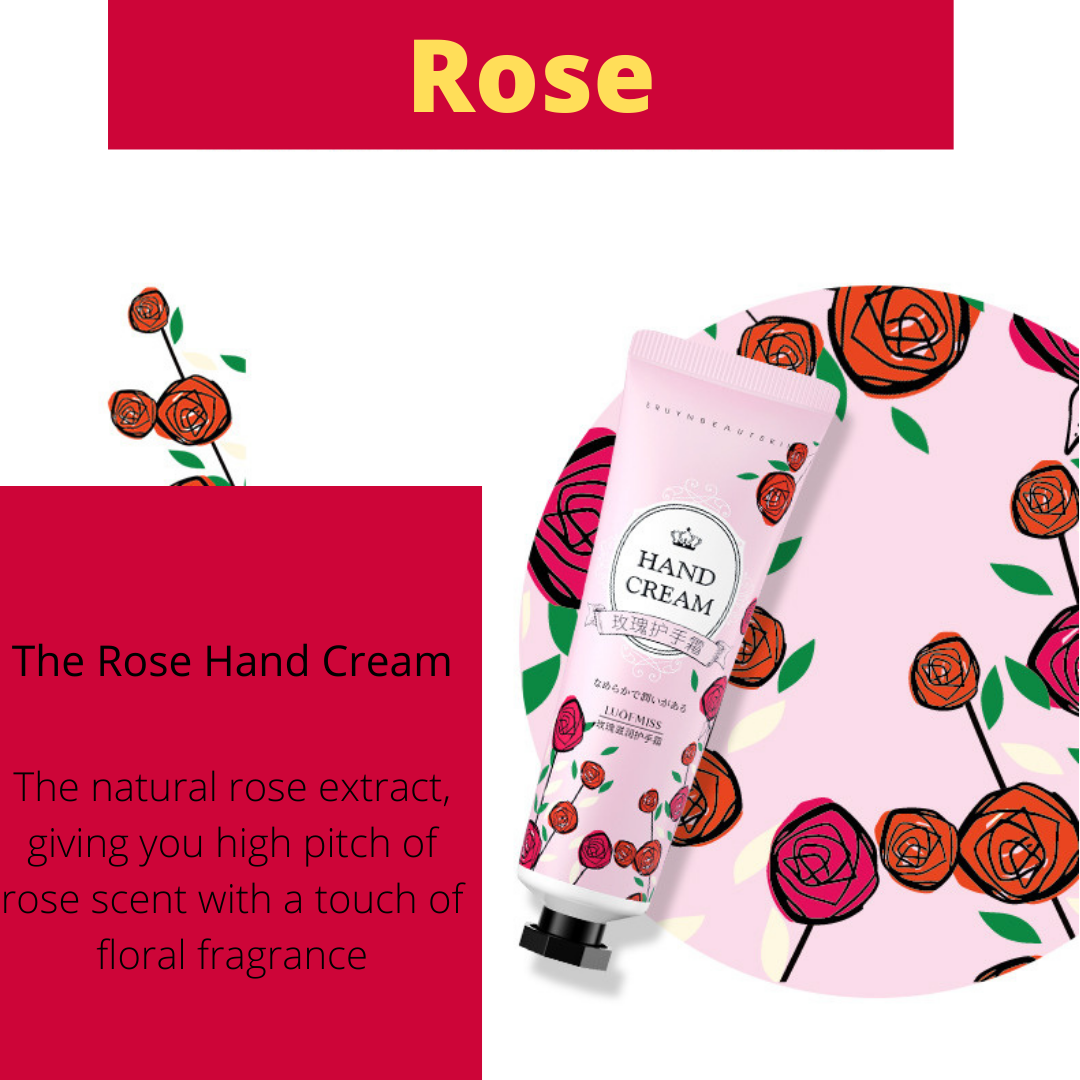 Rose
The Rose Hand Cream
The natural rose extract,
giving you high pitch of
rose scent with a touch of
floral fragrance
HAND
CREAM
玫瑰护手霜
なめらかで潤いがある
LUOFMISS
玫瑰滋润护手霜